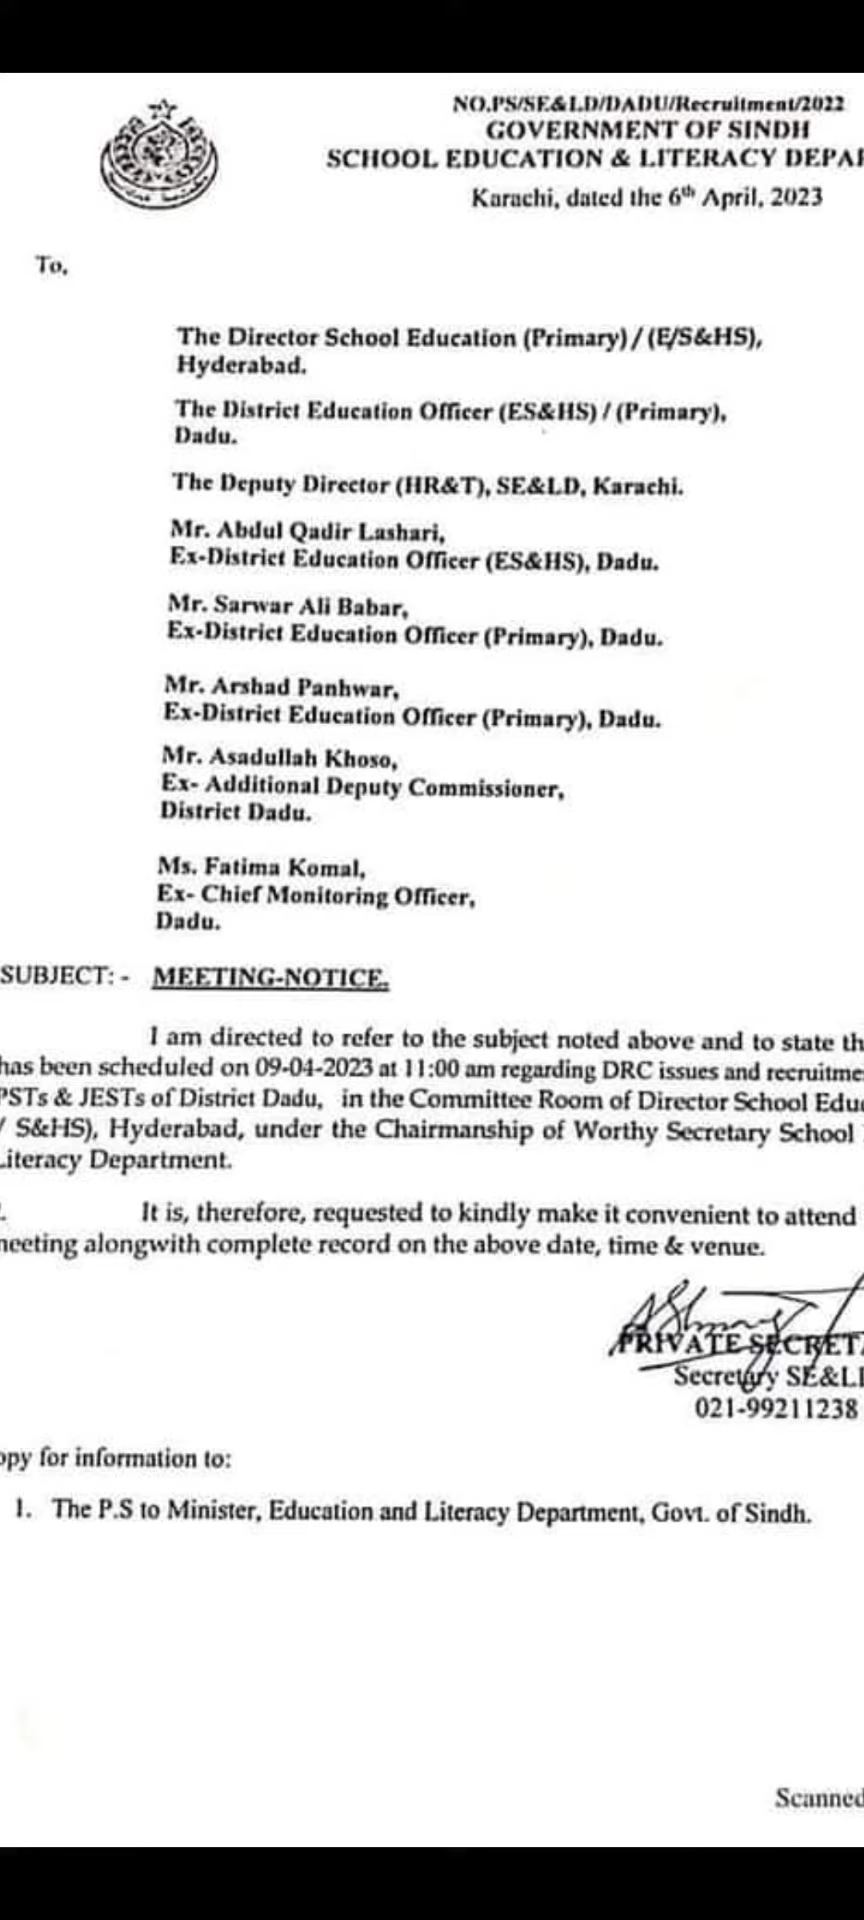 NO.PS/SE&LD/DADU/Recruitment/2022
GOVERNMENT OF SINDH
SCHOOL EDUCATION & LITERACY DEPAR
Karachi, dated the 6th April, 2023
To,
The Director School Education (Primary) / (E/S&HS),
Hyderabad.
The District Education Officer (ES&HS) / (Primary),
Dadu.
The Deputy Director (HR&T), SE&LD, Karachi.
Mr. Abdul Qadir Lashari,
Ex-District Education Officer (ES&HS), Dadu.
Mr. Sarwar Ali Babar,
Ex-District Education Officer (Primary), Dadu.
Mr. Arshad Panhwar,
Ex-District Education Officer (Primary), Dadu.
Mr. Asadullah Khoso,
Ex- Additional Deputy Commissioner,
District Dadu.
Ms. Fatima Komal,
Ex- Chief Monitoring Officer,
Dadu.
SUBJECT: - MEETING-NOTICE.
I am directed to refer to the subject noted above and to state th
has been scheduled on 09-04-2023 at 11:00 am regarding DRC issues and recruitme
PSTs & JESTs of District Dadu, in the Committee Room of Director School Educ
/ S&HS), Hyderabad, under the Chairmanship of Worthy Secretary School
Literacy Department.
It is, therefore, requested to kindly make it convenient to attend
neeting alongwith complete record on the above date, time & venue.
PRIVATE SECRETA
Secretary SE&LD
021-99211238
opy for information to:
1. The P.S to Minister, Education and Literacy Department, Govt. of Sindh.
Scanned